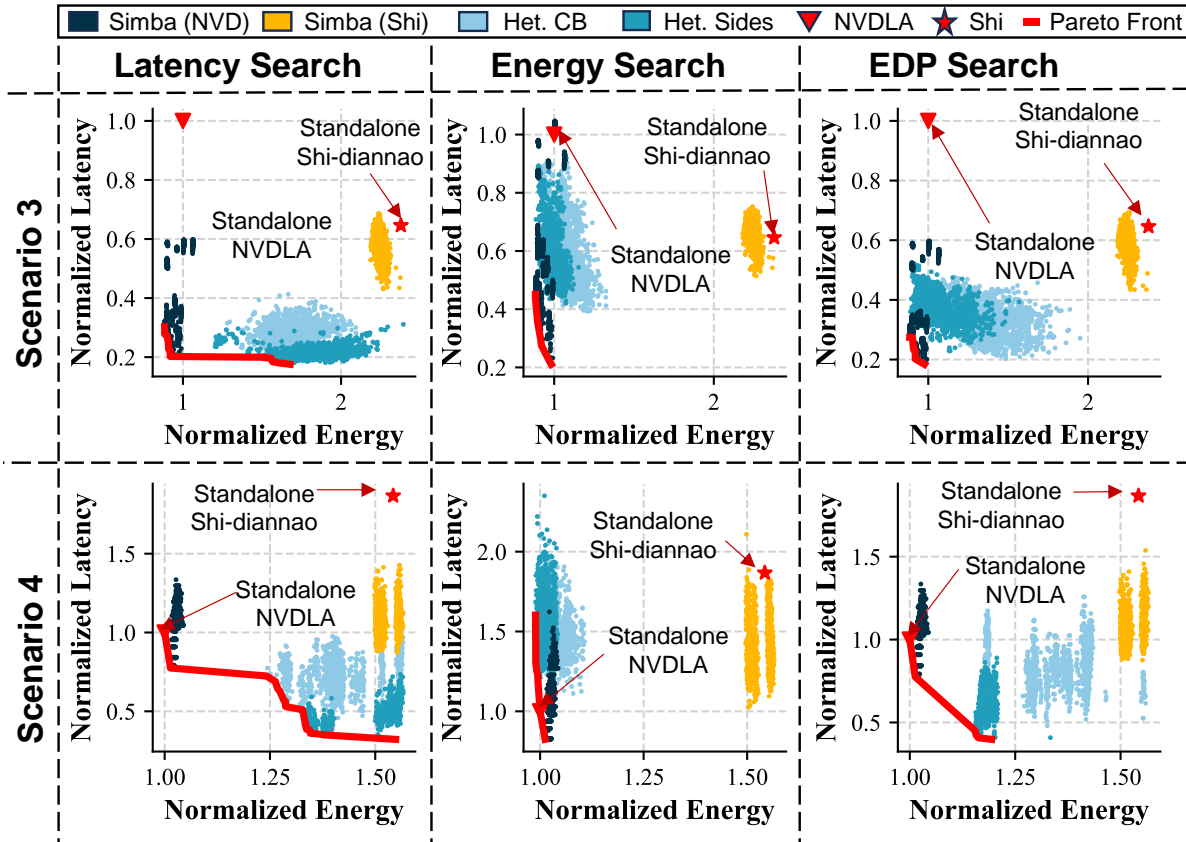 Simba (NVD) Simba (Shi) Het. CB Het. Sides NVDLA Shi Pareto Front
Latency Search Energy Search EDP Search
Scenario 3
Normalized Latency
1.0
0.8
0.6
0.4
0.2
Standalone
Shi-diannao
Standalone
NVDLA
1 2
Normalized Energy
Normalized Latency
1.0
0.8
0.6
0.4
0.2
Standalone
Shi-diannao
Standalone
NVDLA
1 2
Normalized Energy
Normalized Latency
1.0
0.8
0.6
0.4
0.2
Standalone
Shi-diannao
Standalone
NVDLA
1 2
Normalized Energy
Scenario 4
Normalized Latency
1.5
1.0
0.5
Standalone
Shi-diannao
Standalone
NVDLA
1.00 1.25 1.50
Normalized Energy
Normalized Latency
2.0
1.5
1.0
Standalone
Shi-diannao
Standalone
NVDLA
1.00 1.25 1.50
Normalized Energy
Normalized Latency
1.5
1.0
0.5
Standalone
Shi-diannao
Standalone
NVDLA
1.00 1.25 1.50
Normalized Energy